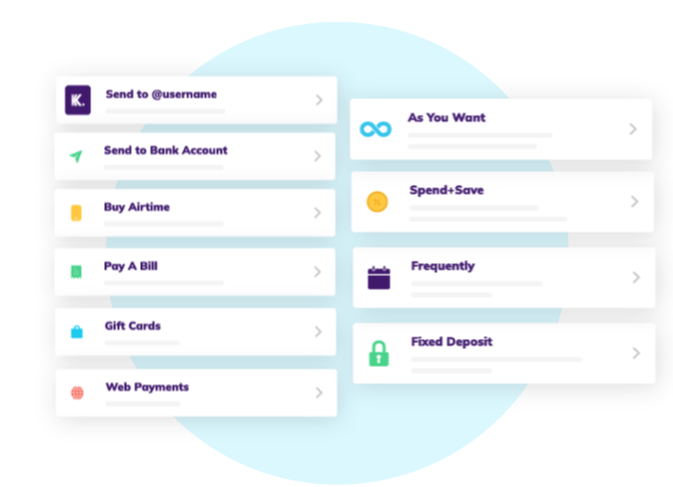 K.
Send to @username
Send to Bank Account
Buy Airtime
Pay A Bill
Gift Cards
Web Payments
As You Want
Spend+Save
Frequently
Fixed Deposit